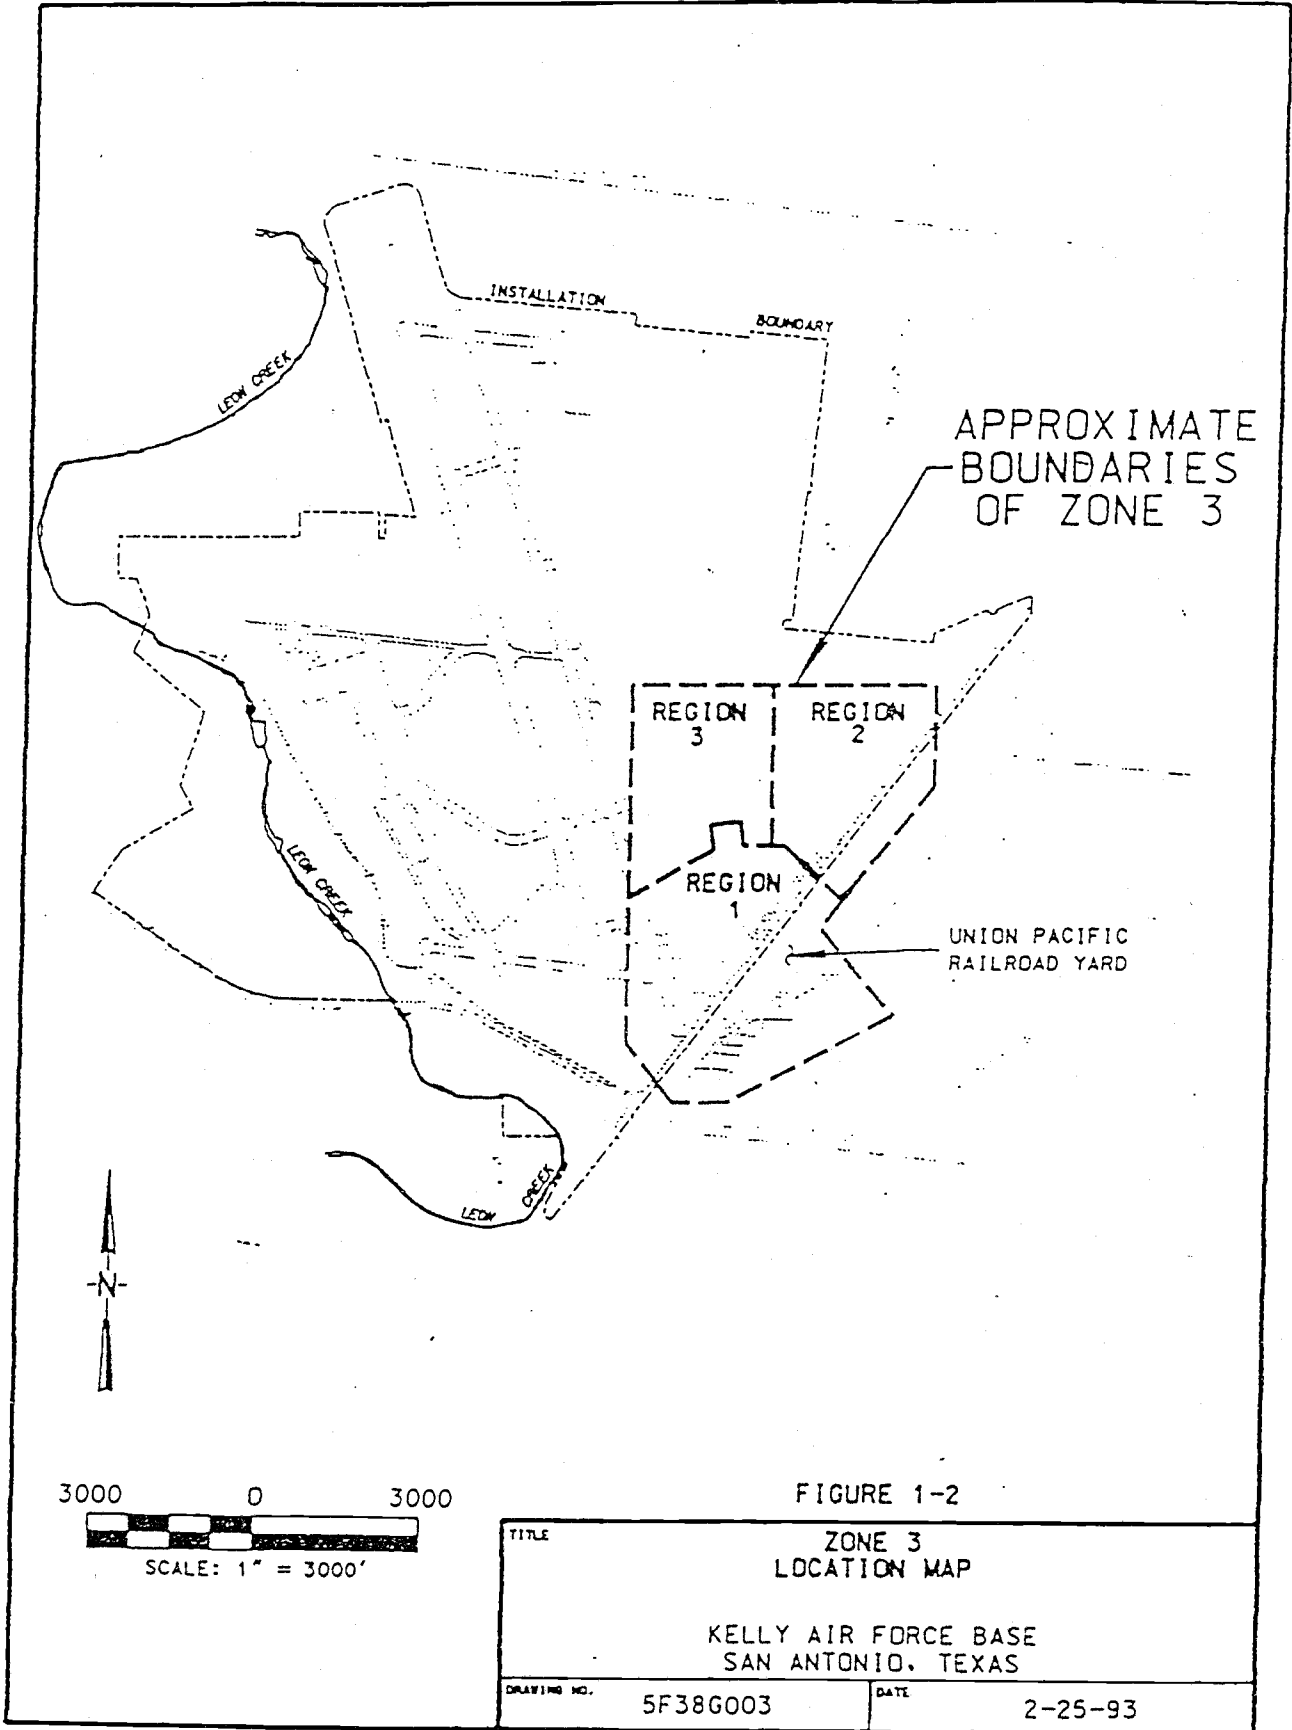 INSTALLATION
BOUNDARY
LEON CREEK
APPROXIMATE
BOUNDARIES
OF ZONE 3
REGION
3
REGION
2
REGION
1
LEON CREEK
UNION PACIFIC
RAILROAD YARD
LEON CREEK
N
3000 0 3000
SCALE: 1" = 3000'
FIGURE 1-2
TITLE
ZONE 3
LOCATION MAP
KELLY AIR FORCE BASE
SAN ANTONIO, TEXAS
DRAWING NO.
5F38G003
DATE
2-25-93